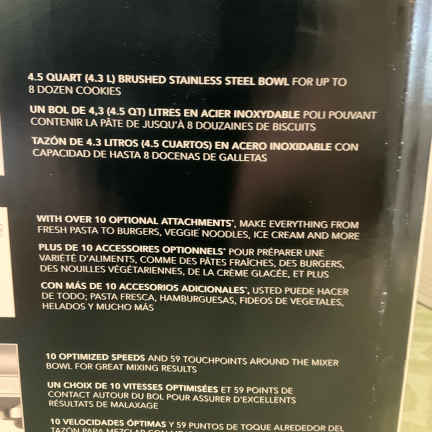 4.5 QUART (4.3 L) BRUSHED STAINLESS STEEL BOWL FOR UP TO
8 DOZEN COOKIES
UN BOL DE 4,3 (4.5 QT) LITRES EN ACIER INOXYDABLE POLI POUVANT
CONTENIR LA PÂTE DE JUSQU'À 8 DOUZAINES DE BISCUITS
TAZÓN DE 4.3 LITROS (4.5 CUARTOS) EN ACERO INOXIDABLE CON
CAPACIDAD DE HASTA 8 DOCENAS DE GALLETAS
WITH OVER 10 OPTIONAL ATTACHMENTS*, MAKE EVERYTHING FROM
FRESH PASTA TO BURGERS, VEGGIE NOODLES, ICE CREAM AND MORE
PLUS DE 10 ACCESSOIRES OPTIONNELS* POUR PRÉPARER UNE
VARIÉTÉ D'ALIMENTS, COMME DES PÂTES FRAÎCHES, DES BURGERS,
DES NOUILLES VÉGÉTARIENNES, DE LA CRÈME GLACÉE, ET PLUS
CON MÁS DE 10 ACCESORIOS ADICIONALES*, USTED PUEDE HACER
DE TODO; PASTA FRESCA, HAMBURGUESAS, FIDEOS DE VEGETALES,
HELADOS Y MUCHO MÁS
10 OPTIMIZED SPEEDS AND 59 TOUCHPOINTS AROUND THE MIXER
BOWL FOR GREAT MIXING RESULTS
UN CHOIX DE 10 VITESSES OPTIMISÉES ET 59 POINTS DE
CONTACT AUTOUR DU BOL POUR ASSURER D'EXCELLENTS
RÉSULTATS DE MALAXAGE
10 VELOCIDADES ÓPTIMAS Y 59 PUNTOS DE TOQUE ALREDEDOR DEL
TAZÓN PARA MEZCLAR CON